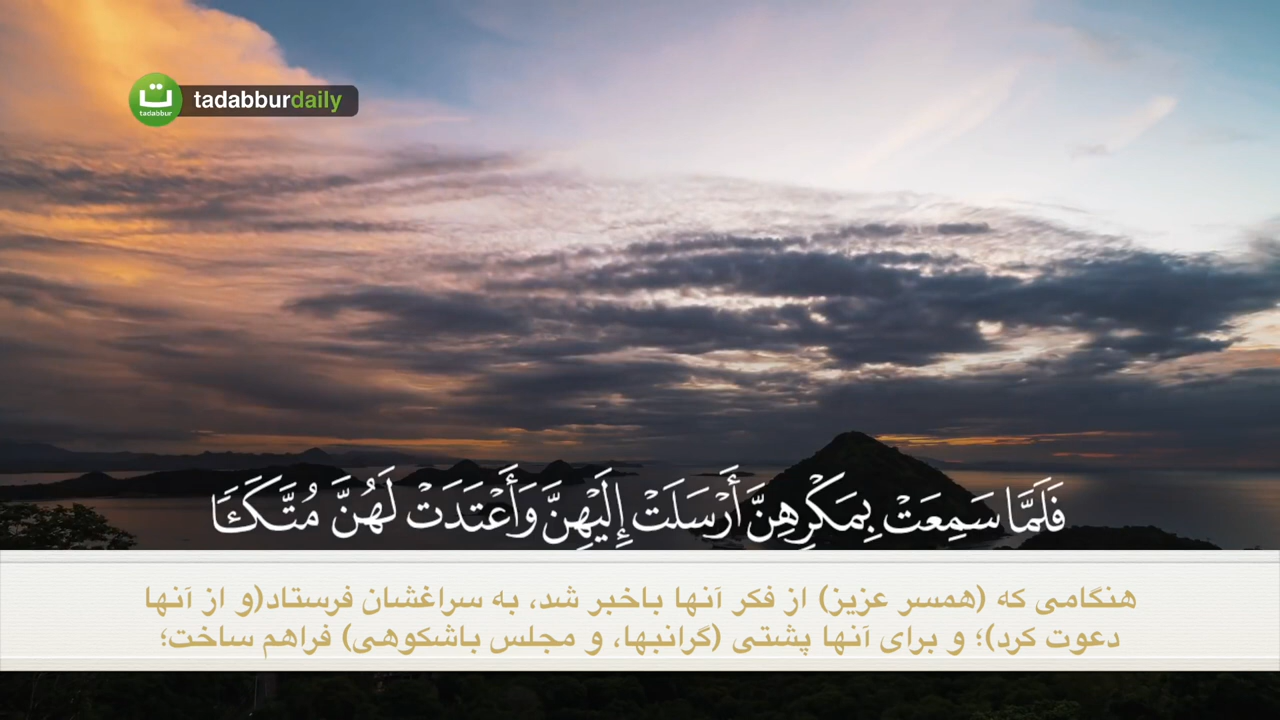 ت
tadabbur
tadabburdaily
فَلَمَّا سَمِعَتْ بِمَكْرِهِنَّ أَرْسَلَتْ إِلَيْهِنَّ وَأَعْتَدَتْ لَهُنَّ مُتَّكَـًٔا
هنگامی که (همسر عزیز) از فکر آنها باخبر شد، به سراغشان فرستاد(و از آنها
دعوت کرد)؛ و برای آنها پشتی (گرانبها، و مجلس باشکوهی) فراهم ساخت؛